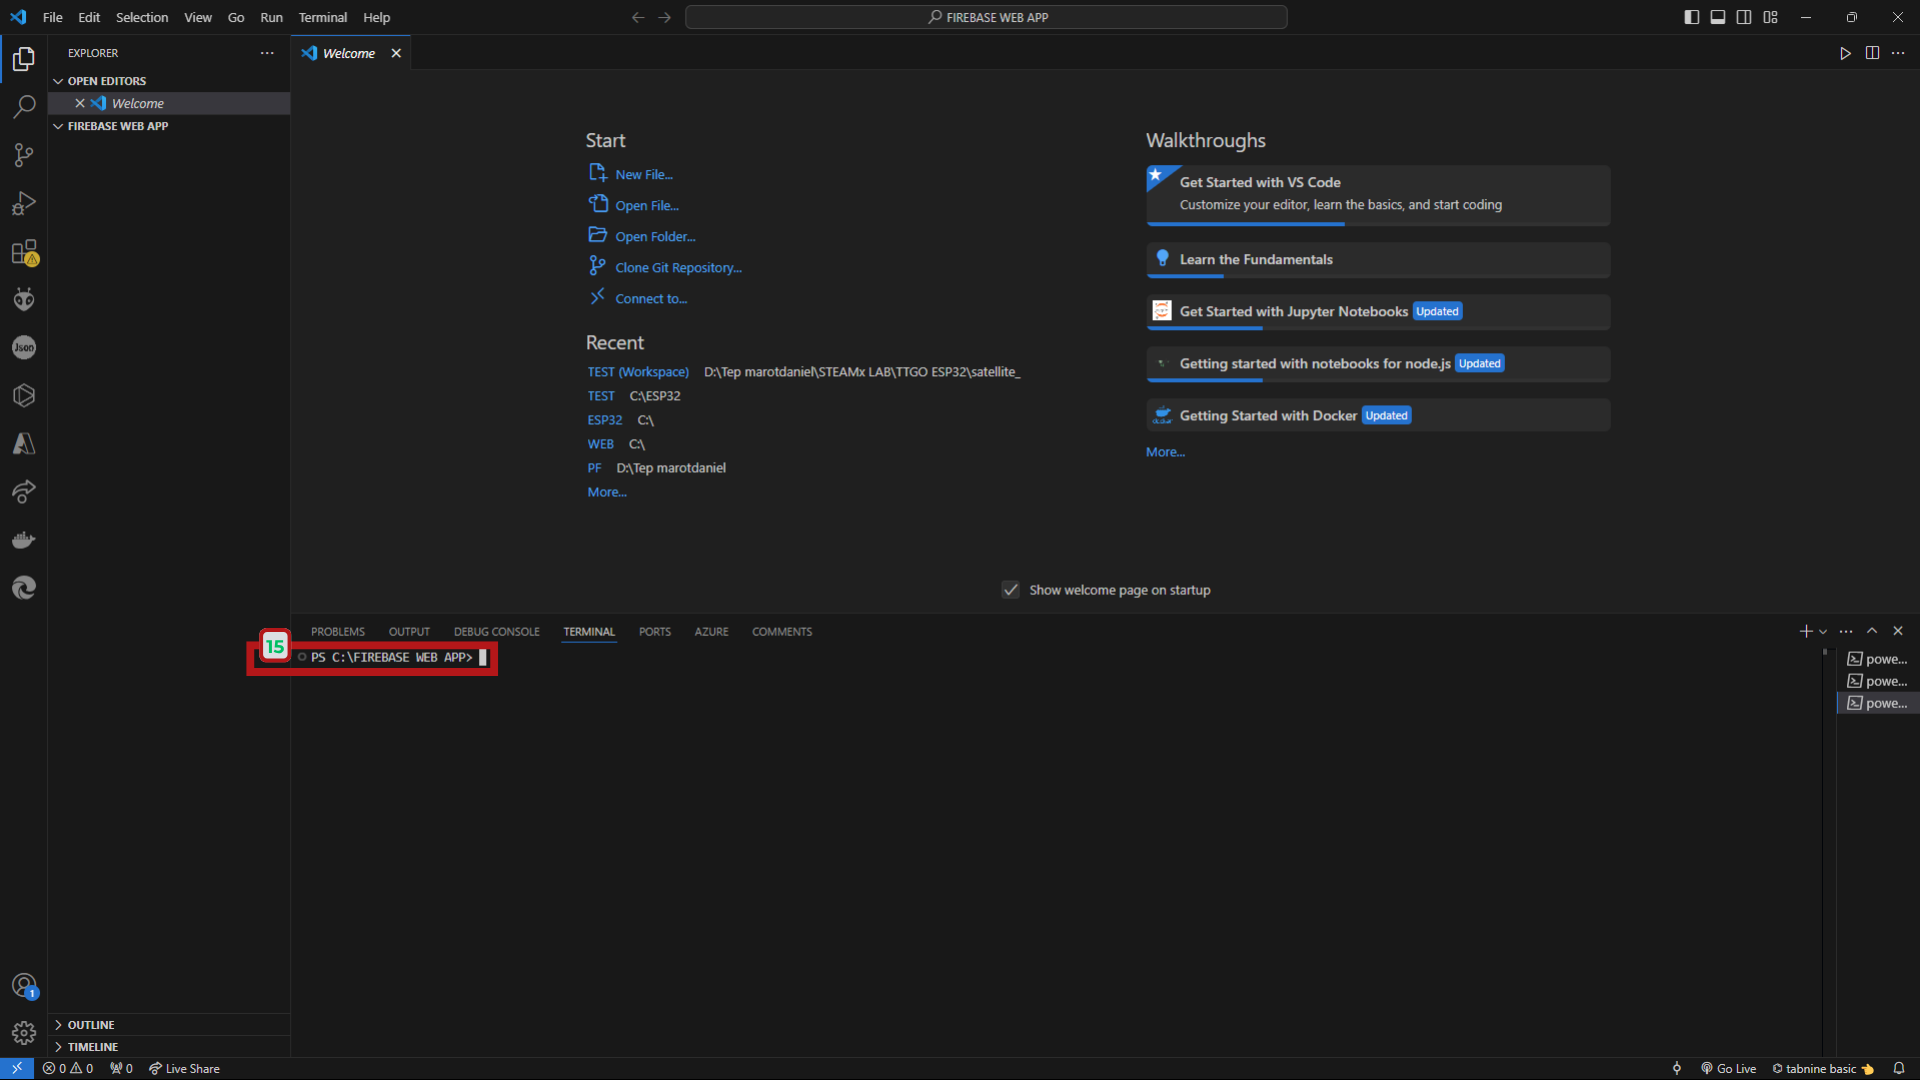 File Edit Selection View Go Run Terminal Help
FIREBASE WEB APP
EXPLORER
Welcome
OPEN EDITORS
Welcome
FIREBASE WEB APP
Start
New File...
Open File...
Open Folder...
Clone Git Repository...
Connect to...
Recent
TEST (Workspace) D:\Tep marotdaniel\STEAMx LAB\TTGO ESP32\satellite_
TEST C:\ESP32
ESP32 C:\
WEB C:\
PF D:\Tep marotdaniel
More...
Walkthroughs
Get Started with VS Code
Customize your editor, learn the basics, and start coding
Learn the Fundamentals
Get Started with Jupyter Notebooks Updated
Getting started with notebooks for node.js Updated
Getting Started with Docker Updated
More...
Show welcome page on startup
Json
PROBLEMS OUTPUT DEBUG CONSOLE TERMINAL PORTS AZURE COMMENTS
15
PS C:\FIREBASE WEB APP>
powe...
powe...
powe...
1
OUTLINE
TIMELINE
0 0 0 Live Share
Go Live tabnine basic